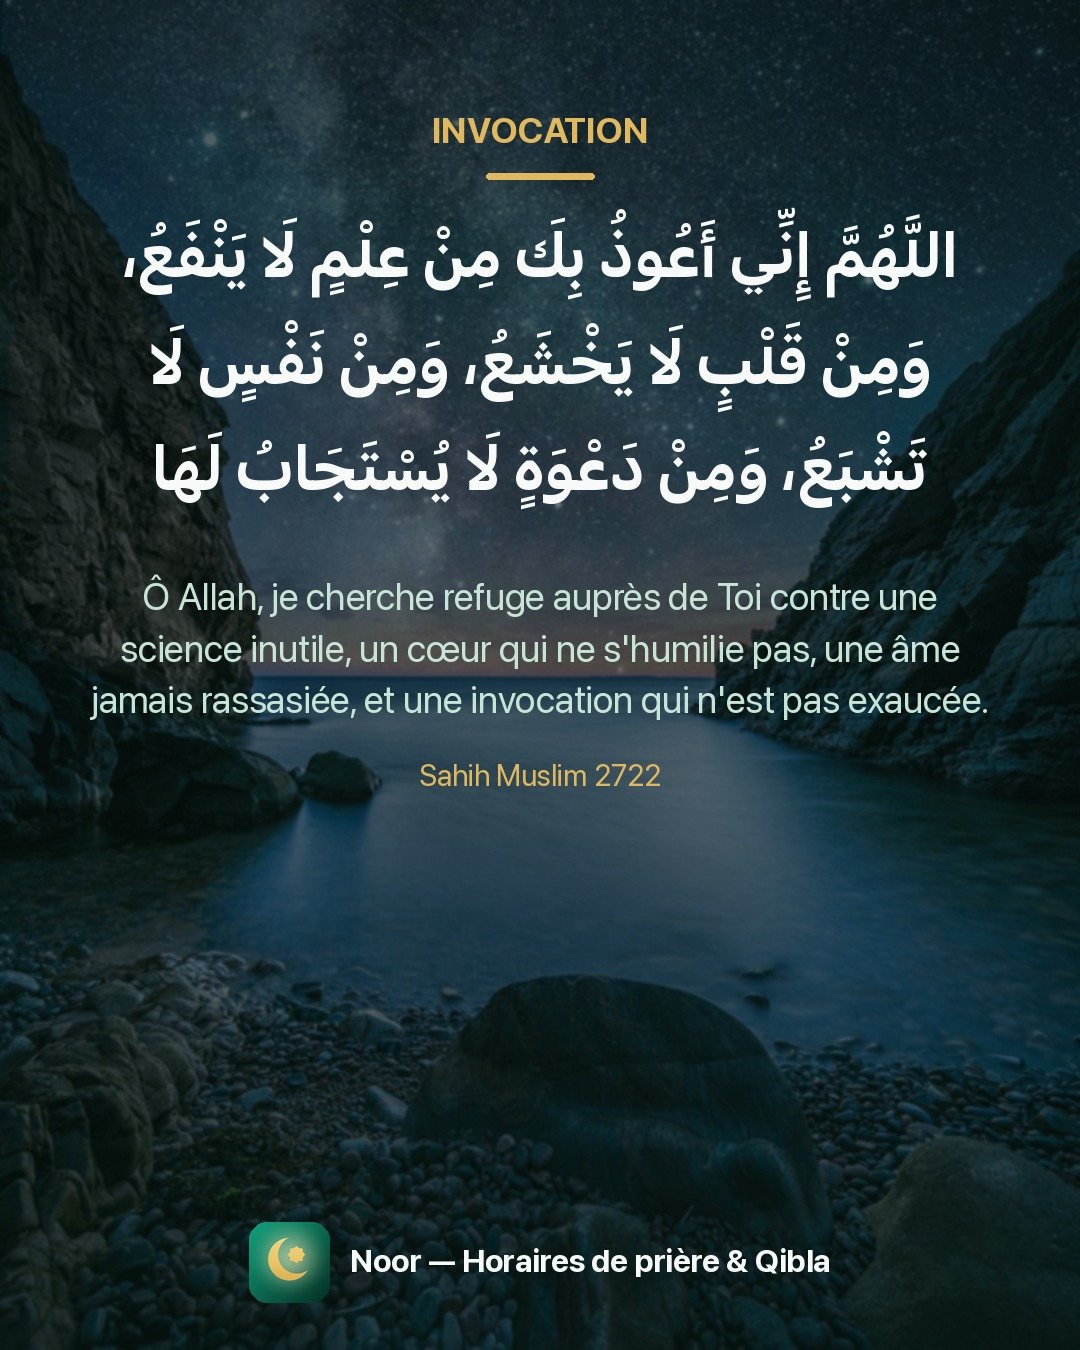 INVOCATION
اللَّهُمَّ إِنِّي أَعُوذُ بِكَ مِنْ عِلْمٍ لَا يَنْفَعُ،
وَمِنْ قَلْبٍ لَا يَخْشَعُ، وَمِنْ نَفْسٍ لَا
تَشْبَعُ، وَمِنْ دَعْوَةٍ لَا يُسْتَجَابُ لَهَا
Ô Allah, je cherche refuge auprès de Toi contre une
science inutile, un cœur qui ne s'humilie pas, une âme
jamais rassasiée, et une invocation qui n'est pas exaucée.
Sahih Muslim 2722
Noor — Horaires de prière & Qibla